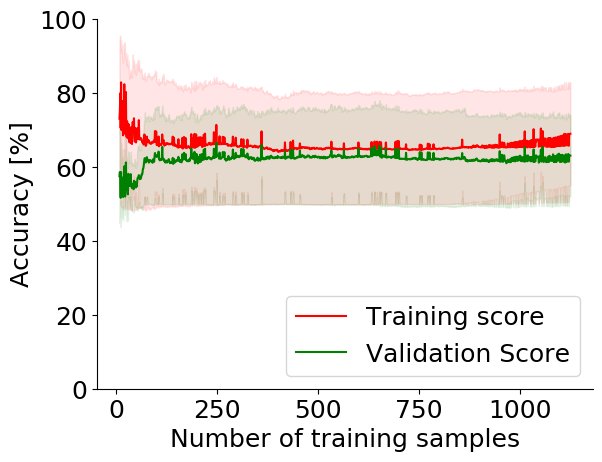 Accuracy [%]
100
80
60
40
20
0
Training score
Validation Score
0 250 500 750 1000
Number of training samples